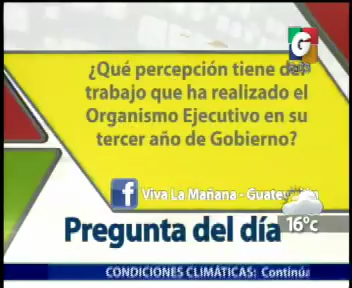 G
¿Qué percepción tiene del
trabajo que ha realizado el
Organismo Ejecutivo en su
tercer año de Gobierno?
Viva La Mañana - Guatevision
Pregunta del día
16°c
CONDICIONES CLIMÁTICAS: Continúa